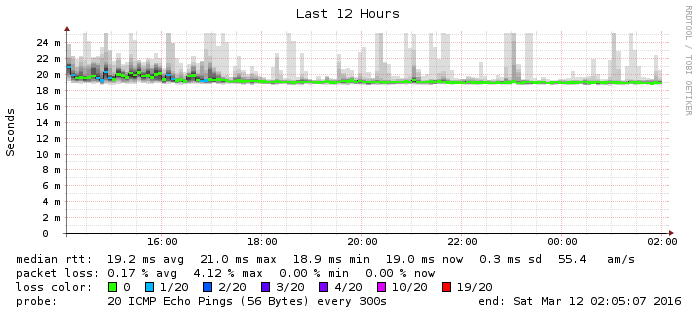 Last 12 Hours
RRDTOOL / TOBI OETIKER
Seconds
24 m
22 m
20 m
18 m
16 m
14 m
12 m
10 m
8 m
6 m
4 m
2 m
0
16:00 18:00 20:00 22:00 00:00 02:00
median rtt: 19.2 ms avg 21.0 ms max 18.9 ms min 19.0 ms now 0.3 ms sd 55.4 am/s
packet loss: 0.17 % avg 4.12 % max 0.00 % min 0.00 % now
loss color: 0 1/20 2/20 3/20 4/20 10/20 19/20
probe: 20 ICMP Echo Pings (56 Bytes) every 300s end: Sat Mar 12 02:05:07 2016